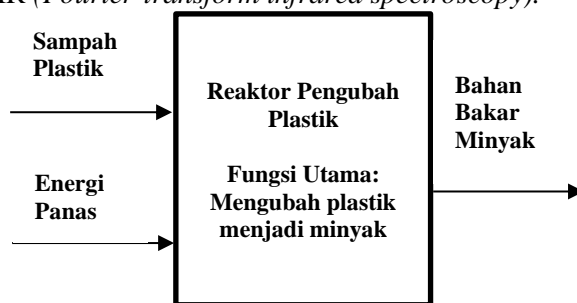 (Fourier transform infrared spectroscopy).
Sampah
Plastik
Reaktor Pengubah
Plastik
Fungsi Utama:
Mengubah plastik
menjadi minyak
Energi
Panas
Bahan
Bakar
Minyak